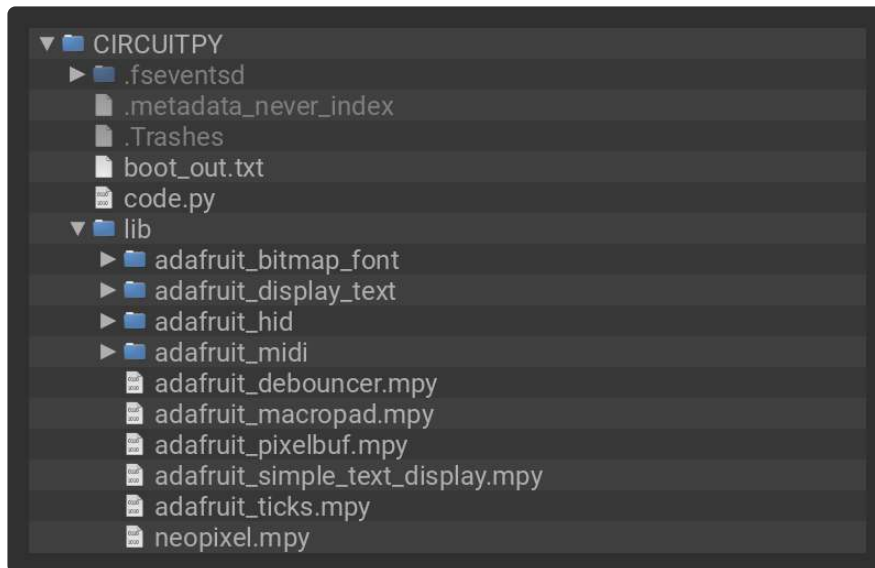 CIRCUITPY
.fseventsd
.metadata_never_index
.Trashes
boot_out.txt
code.py
lib
adafruit_bitmap_font
adafruit_display_text
adafruit_hid
adafruit_midi
adafruit_debouncer.mpy
adafruit_macropad.mpy
adafruit_pixelbuf.mpy
adafruit_simple_text_display.mpy
adafruit_ticks.mpy
neopixel.mpy